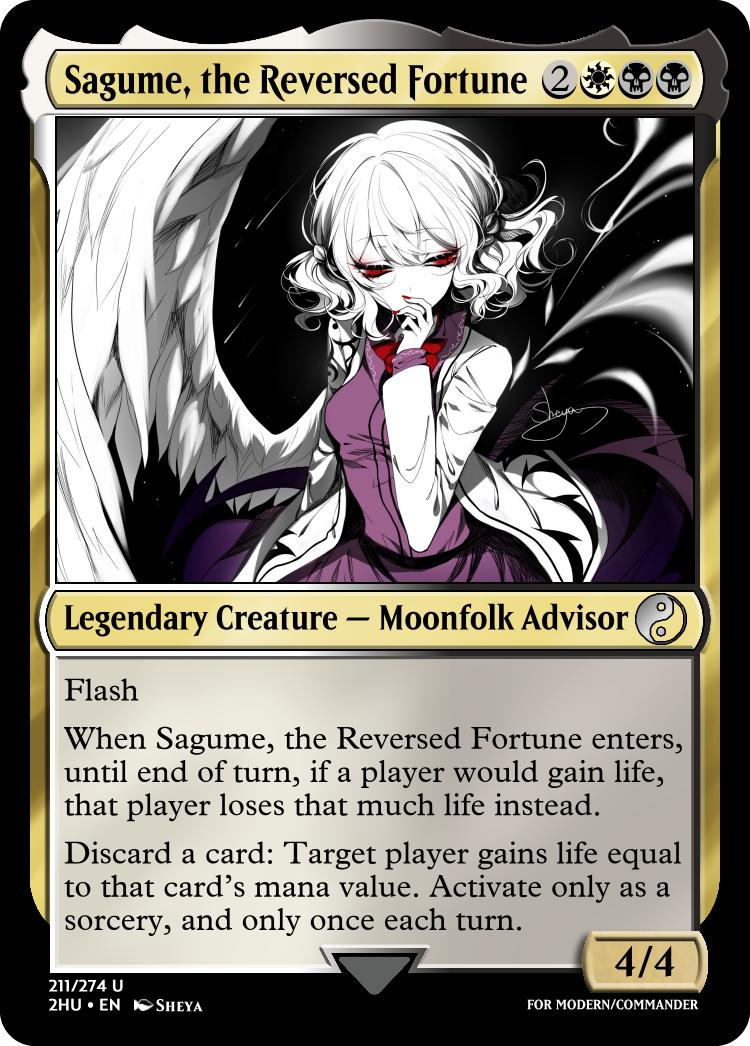 Sagume, the Reversed Fortune 2
Sheya
Legendary Creature — Moonfolk Advisor
Flash
When Sagume, the Reversed Fortune enters,
until end of turn, if a player would gain life,
that player loses that much life instead.
Discard a card: Target player gains life equal
to that card's mana value. Activate only as a
sorcery, and only once each turn.
4/4
211/274 U
2HU • EN Sheya
FOR MODERN/COMMANDER